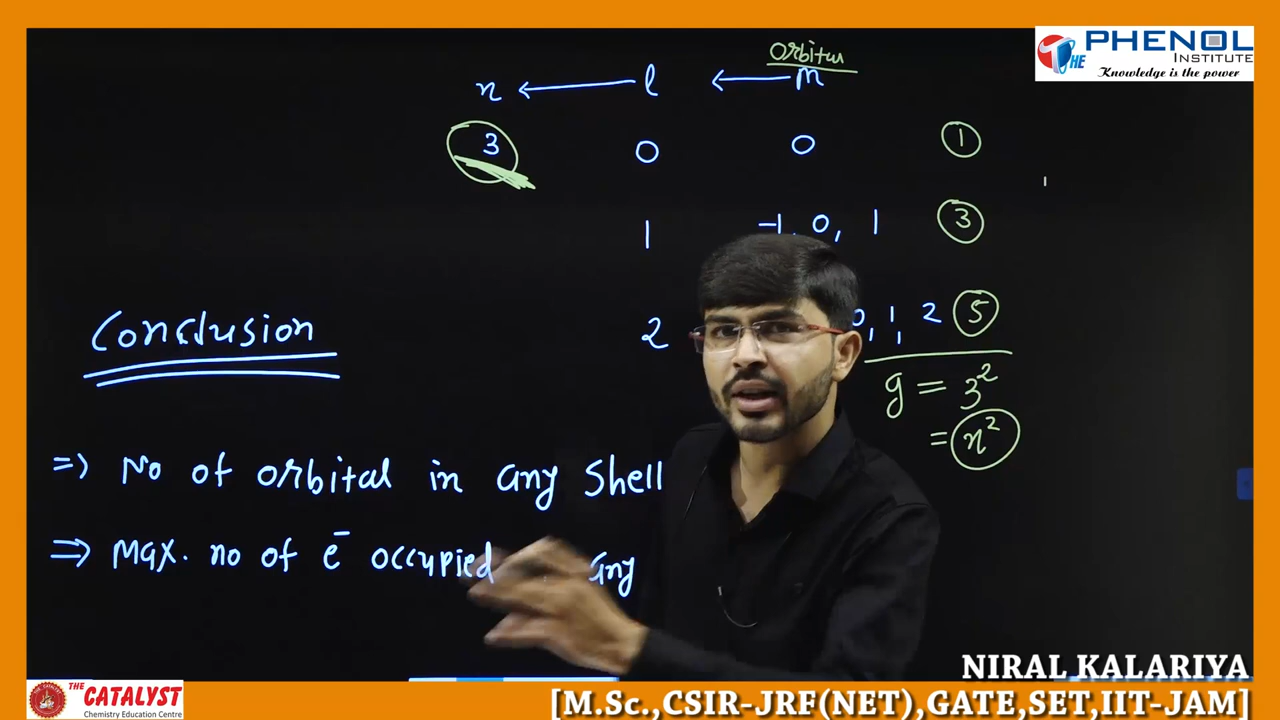 THE PHENOL
INSTITUTE
Knowledge is the power
Orbital
n ← l ← m
3 0 0 1
1 -1, 0, 1 3
2 0, 1, 2 5
g = 3²
= n²
Conclusion
=> No of orbital in any Shell
=> Max. no of e⁻ occupied any
NIRAL KALARIYA
[M.Sc.,CSIR-JRF(NET),GATE,SET,IIT-JAM]
THE CATALYST
Chemistry Education Centre